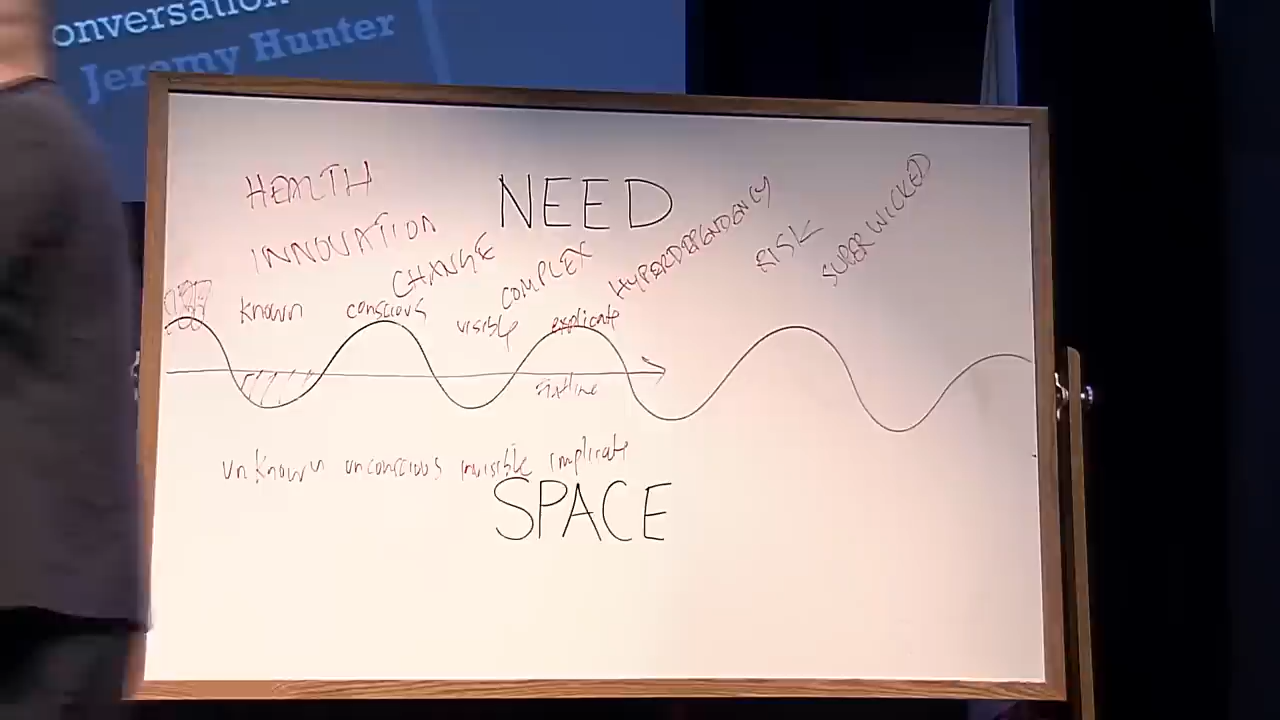 onversation
Jeremy Hunter
HEALTH
NEED
INNOVATION
CHANGE
COMPLEX
HYPERDEPENDENCY
RISK
SUPER WICKED
known conscious visible explicate
unknown unconscious invisible implicate
SPACE